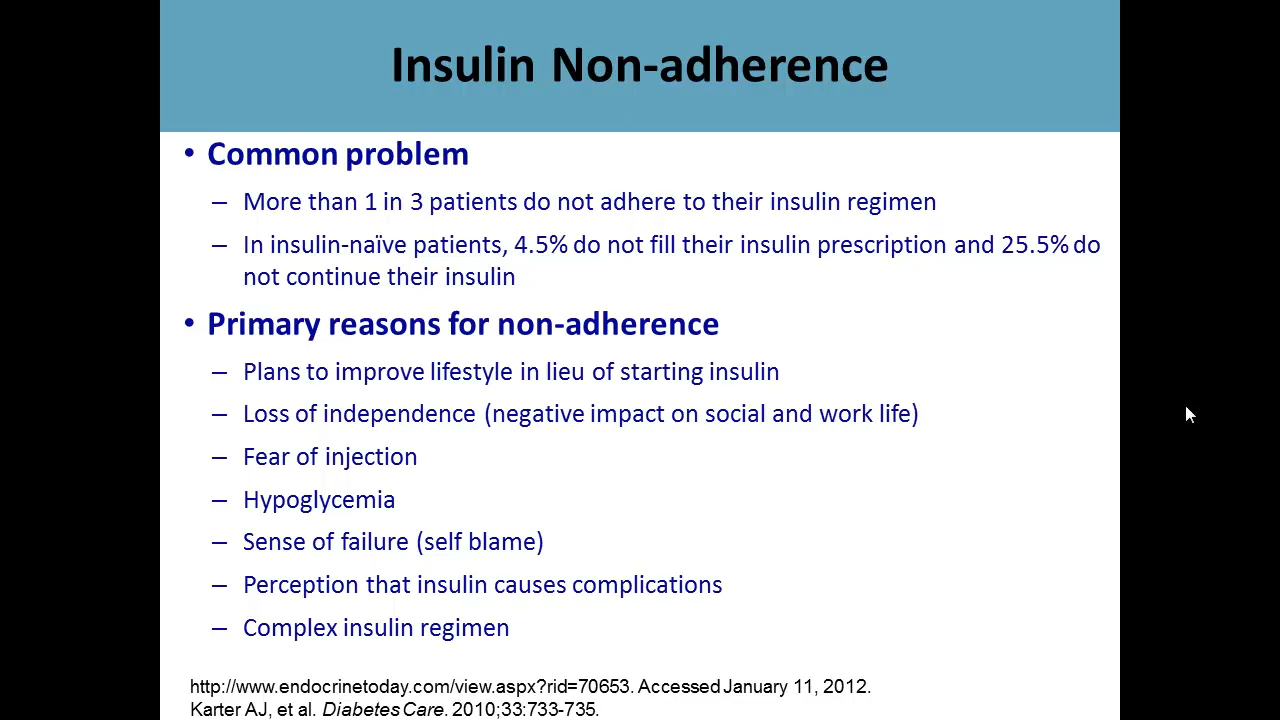 Insulin Non-adherence
• Common problem
– More than 1 in 3 patients do not adhere to their insulin regimen
– In insulin-naïve patients, 4.5% do not fill their insulin prescription and 25.5% do
not continue their insulin
• Primary reasons for non-adherence
– Plans to improve lifestyle in lieu of starting insulin
– Loss of independence (negative impact on social and work life)
– Fear of injection
– Hypoglycemia
– Sense of failure (self blame)
– Perception that insulin causes complications
– Complex insulin regimen
http://www.endocrinetoday.com/view.aspx?rid=70653. Accessed January 11, 2012.
Karter AJ, et al. Diabetes Care. 2010;33:733-735.